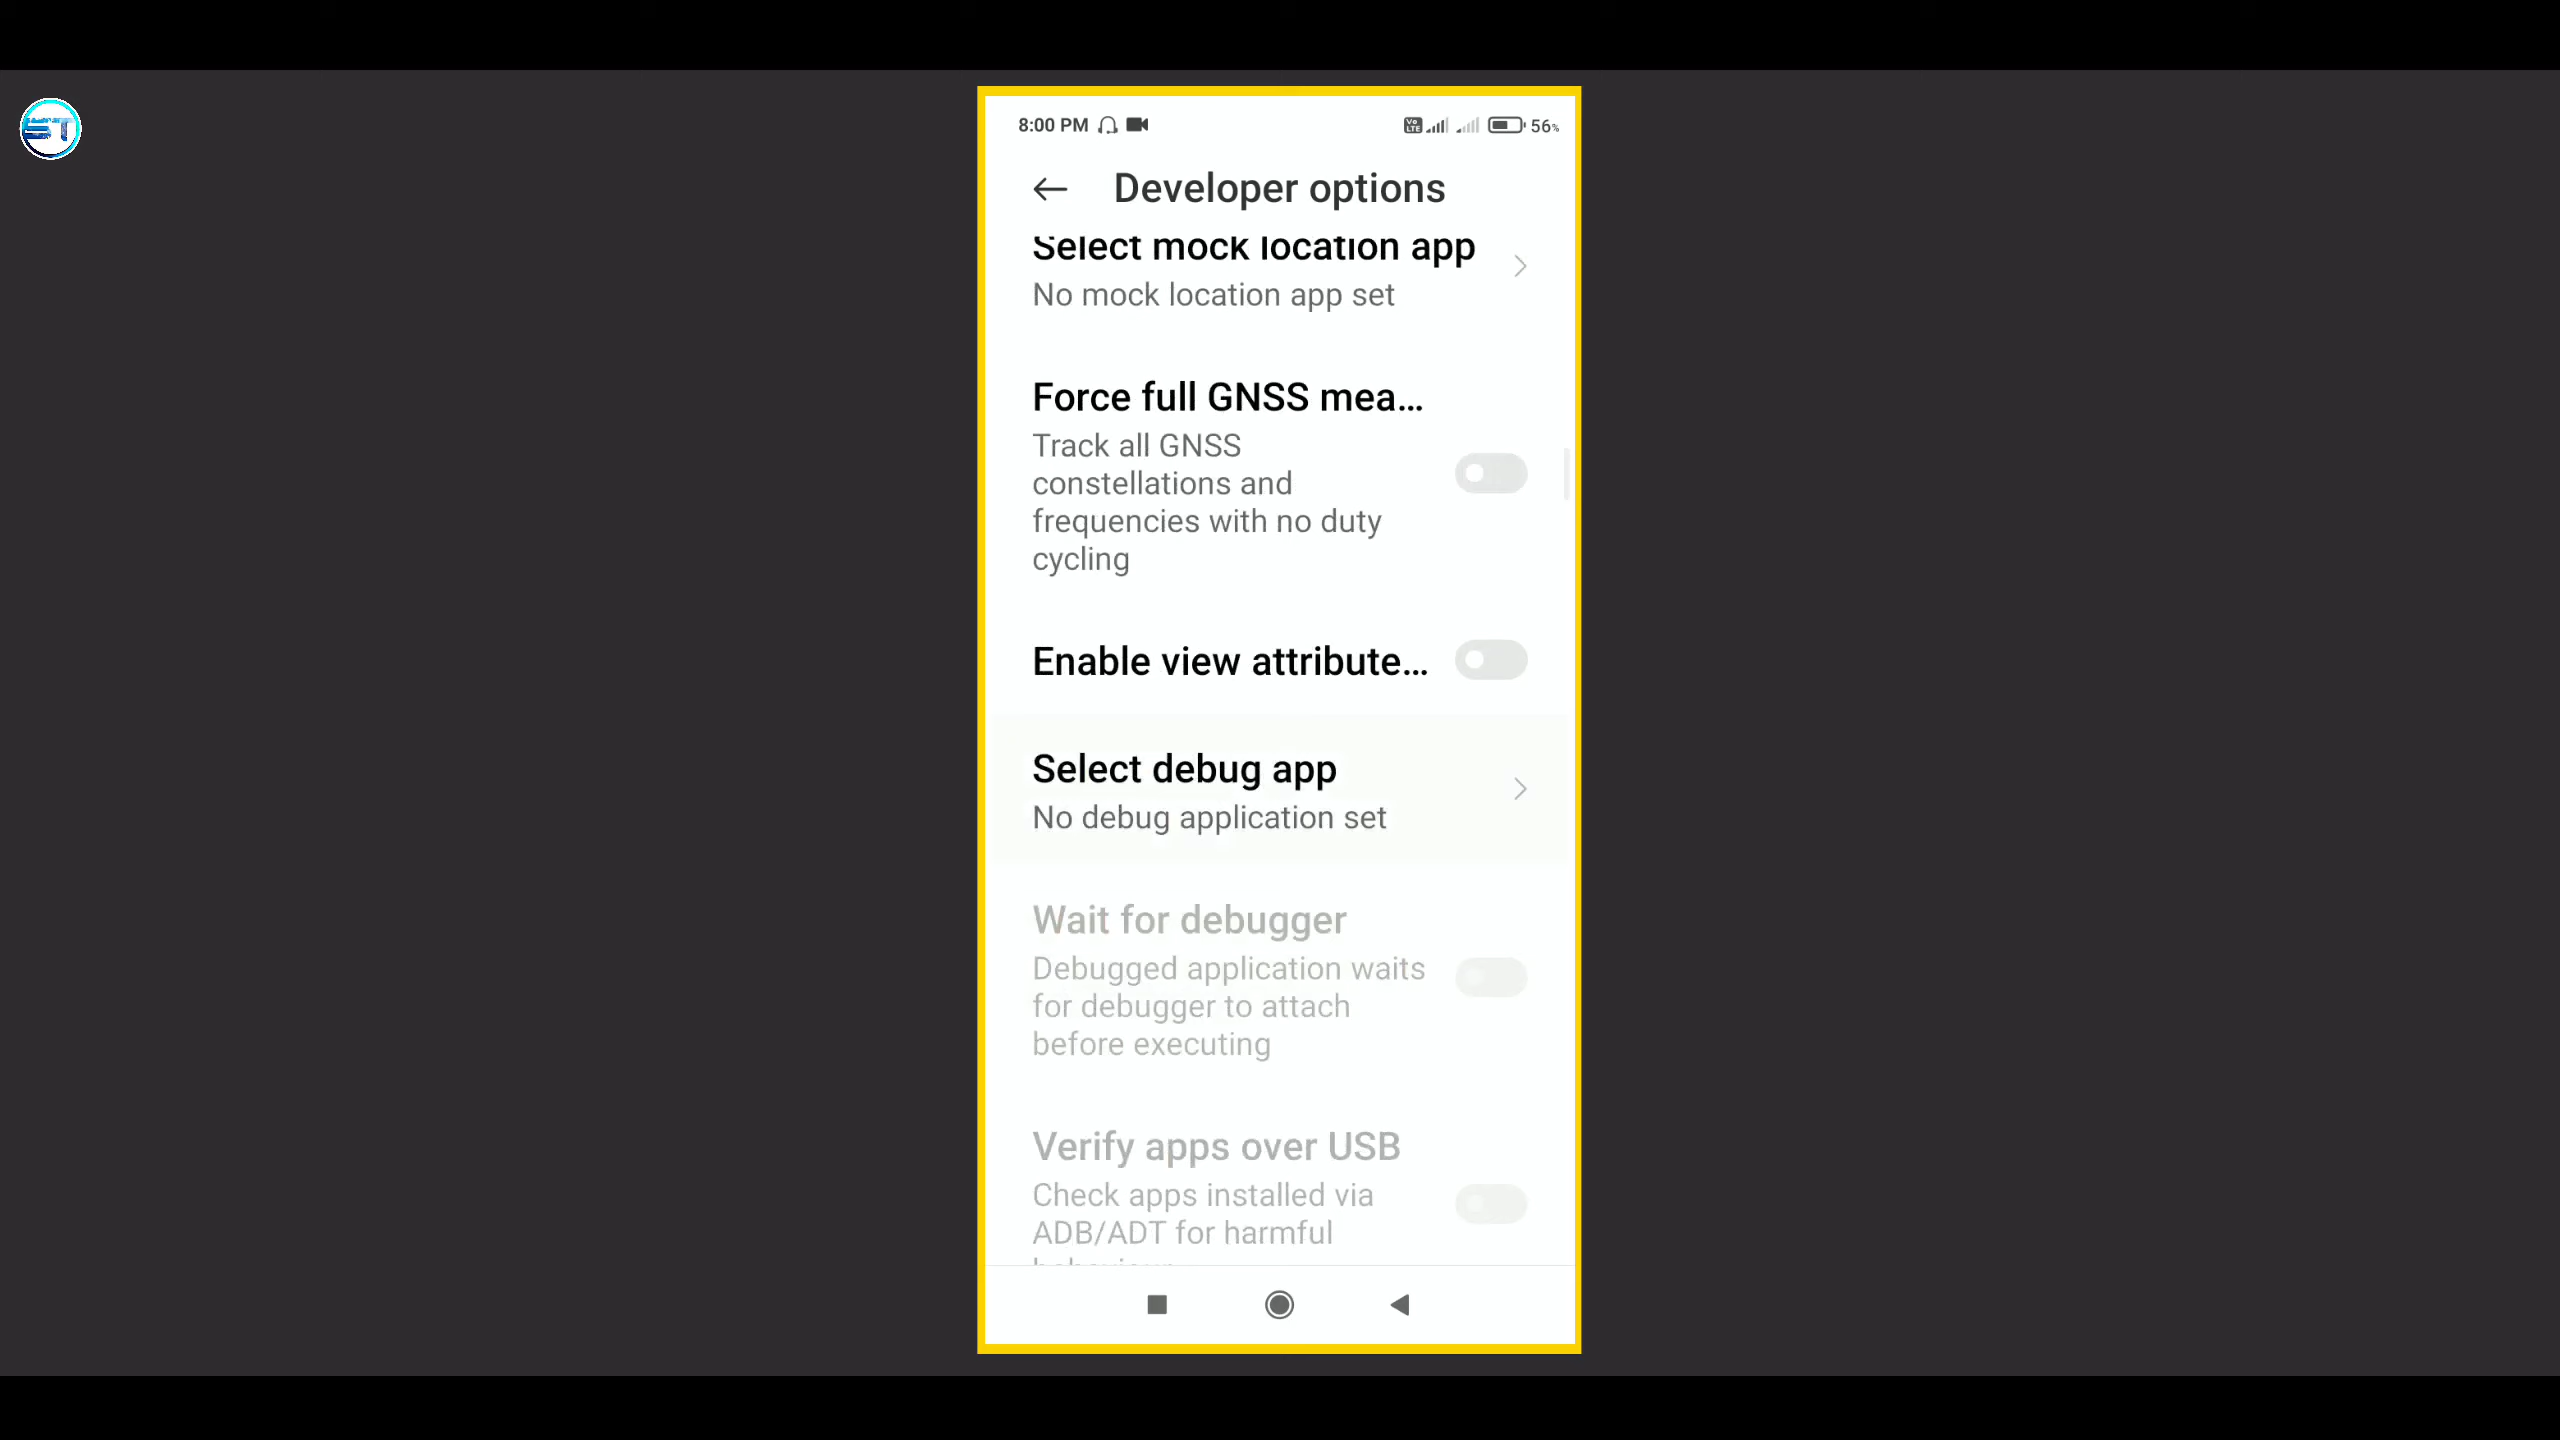 ST
8:00 PM
Vo LTE
56%
Developer options
Select mock location app
No mock location app set
Force full GNSS mea...
Track all GNSS
constellations and
frequencies with no duty
cycling
Enable view attribute...
Select debug app
No debug application set
Wait for debugger
Debugged application waits
for debugger to attach
before executing
Verify apps over USB
Check apps installed via
ADB/ADT for harmful